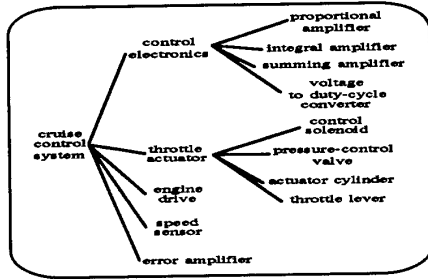 proportional
amplifier
control
electronics
integral amplifier
summing amplifier
voltage
to duty-cycle
converter
cruise
control
system
throttle
actuator
control
solenoid
pressure-control
valve
actuator cylinder
throttle lever
engine
drive
speed
sensor
error amplifier